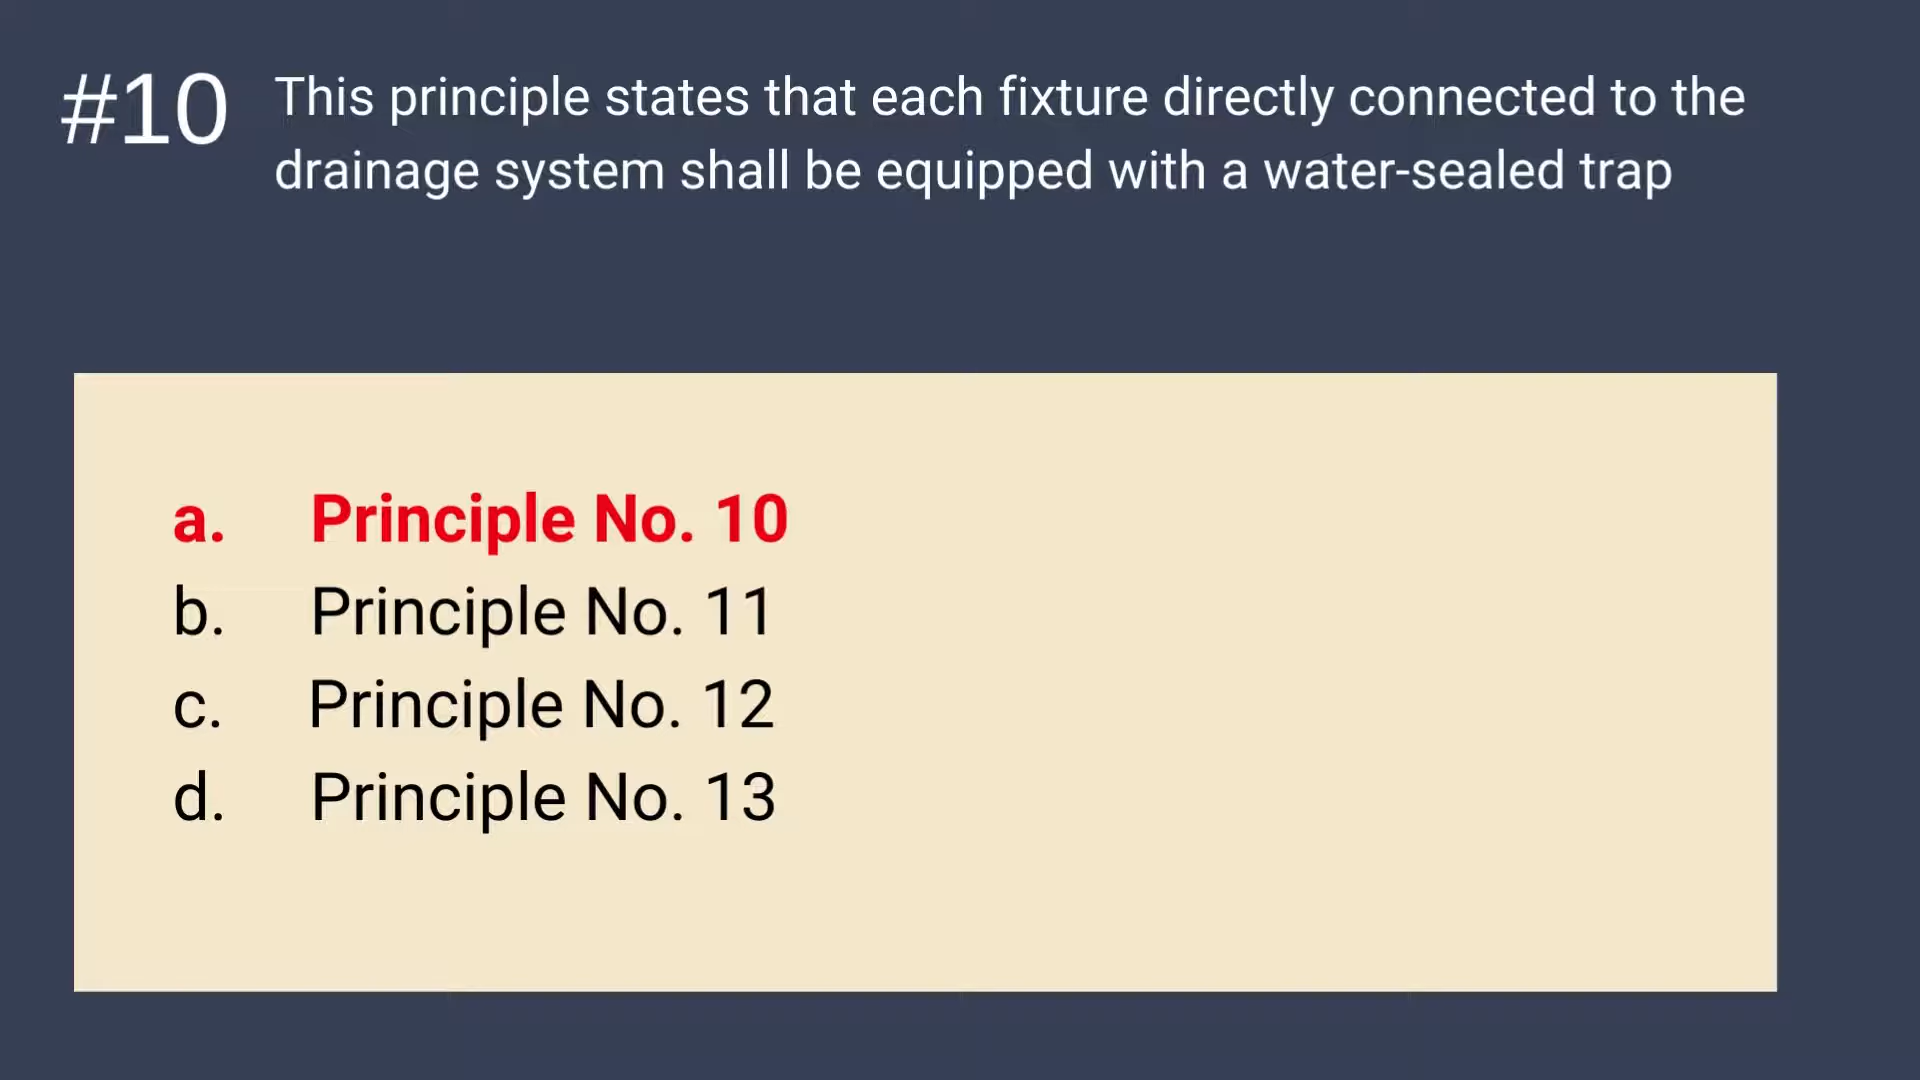 #10 This principle states that each fixture directly connected to the
drainage system shall be equipped with a water-sealed trap
a. Principle No. 10
b. Principle No. 11
c. Principle No. 12
d. Principle No. 13